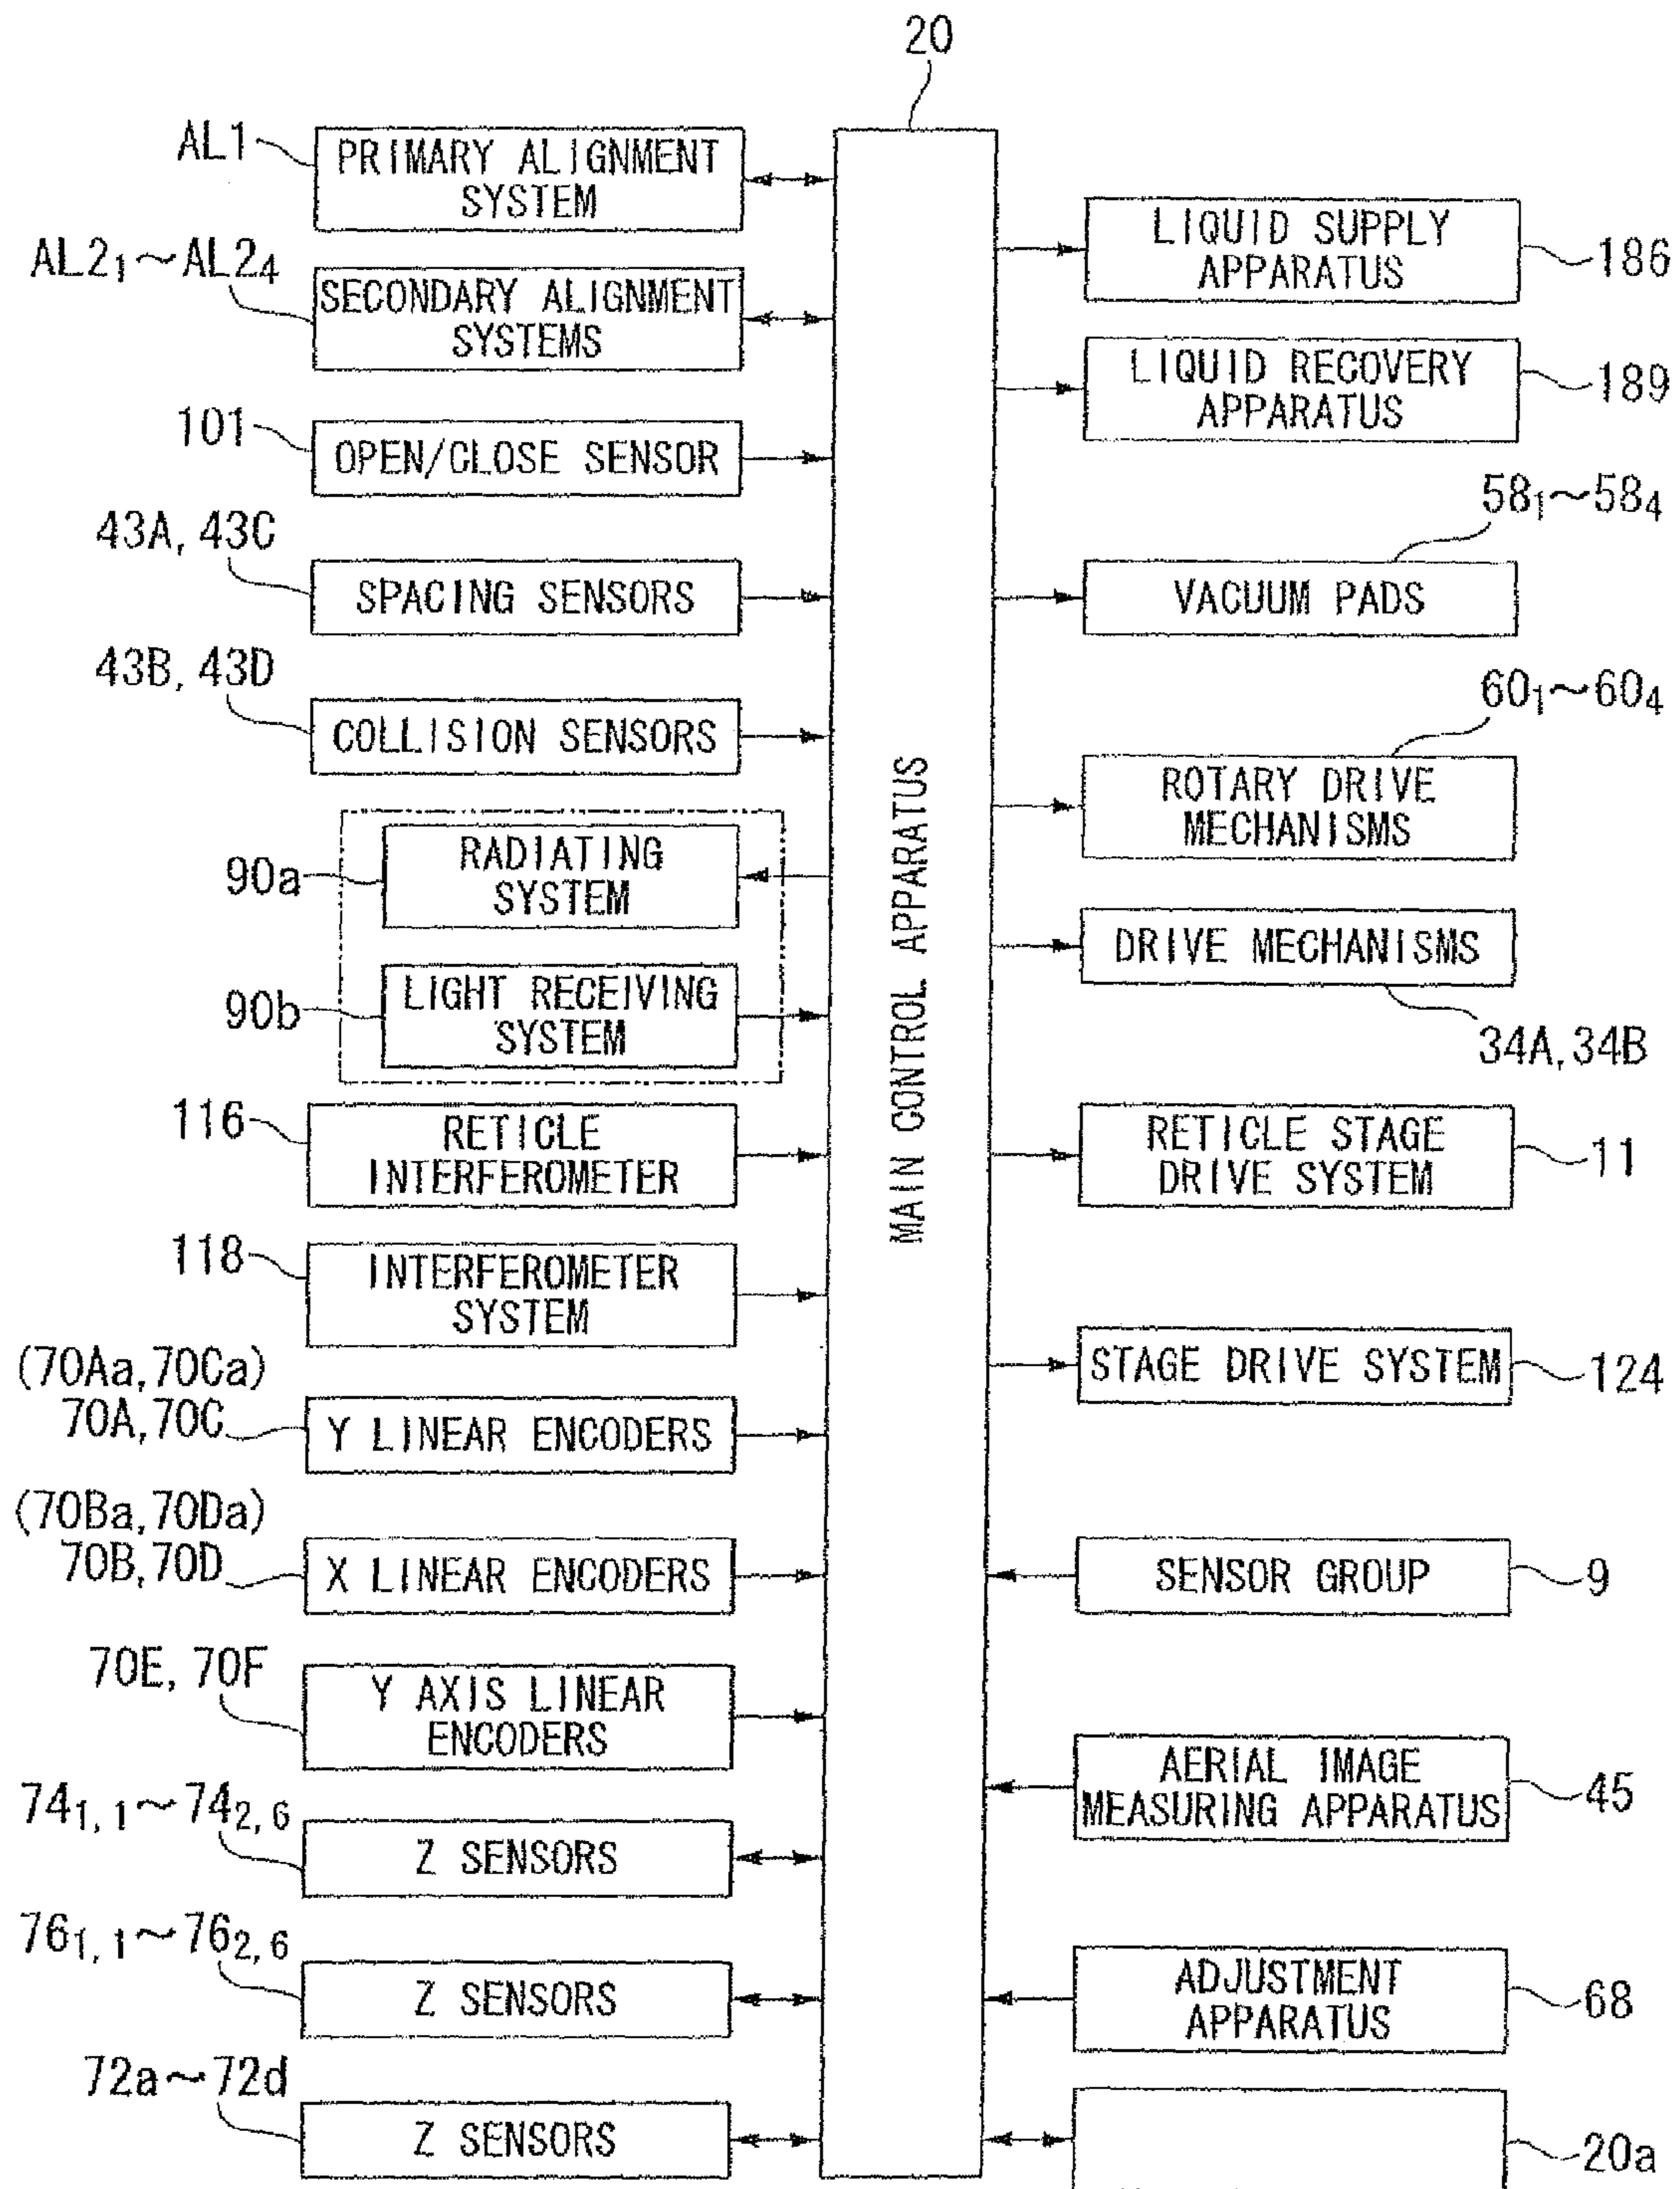 20
AL1
PRIMARY ALIGNMENT
SYSTEM
AL2₁～AL2₄
SECONDARY ALIGNMENT
SYSTEMS
101
OPEN/CLOSE SENSOR
43A, 43C
SPACING SENSORS
43B, 43D
COLLISION SENSORS
90a
RADIATING
SYSTEM
90b
LIGHT RECEIVING
SYSTEM
116
RETICLE
INTERFEROMETER
118
INTERFEROMETER
SYSTEM
(70Aa, 70Ca)
70A, 70C
Y LINEAR ENCODERS
(70Ba, 70Da)
70B, 70D
X LINEAR ENCODERS
70E, 70F
Y AXIS LINEAR
ENCODERS
74₁,₁～74₂,₆
Z SENSORS
76₁,₁～76₂,₆
Z SENSORS
72a～72d
Z SENSORS
MAIN CONTROL APPARATUS
LIQUID SUPPLY
APPARATUS
186
LIQUID RECOVERY
APPARATUS
189
58₁～58₄
VACUUM PADS
60₁～60₄
ROTARY DRIVE
MECHANISMS
DRIVE MECHANISMS
34A, 34B
RETICLE STAGE
DRIVE SYSTEM
11
STAGE DRIVE SYSTEM
124
SENSOR GROUP
9
AERIAL IMAGE
MEASURING APPARATUS
45
ADJUSTMENT
APPARATUS
68
20a